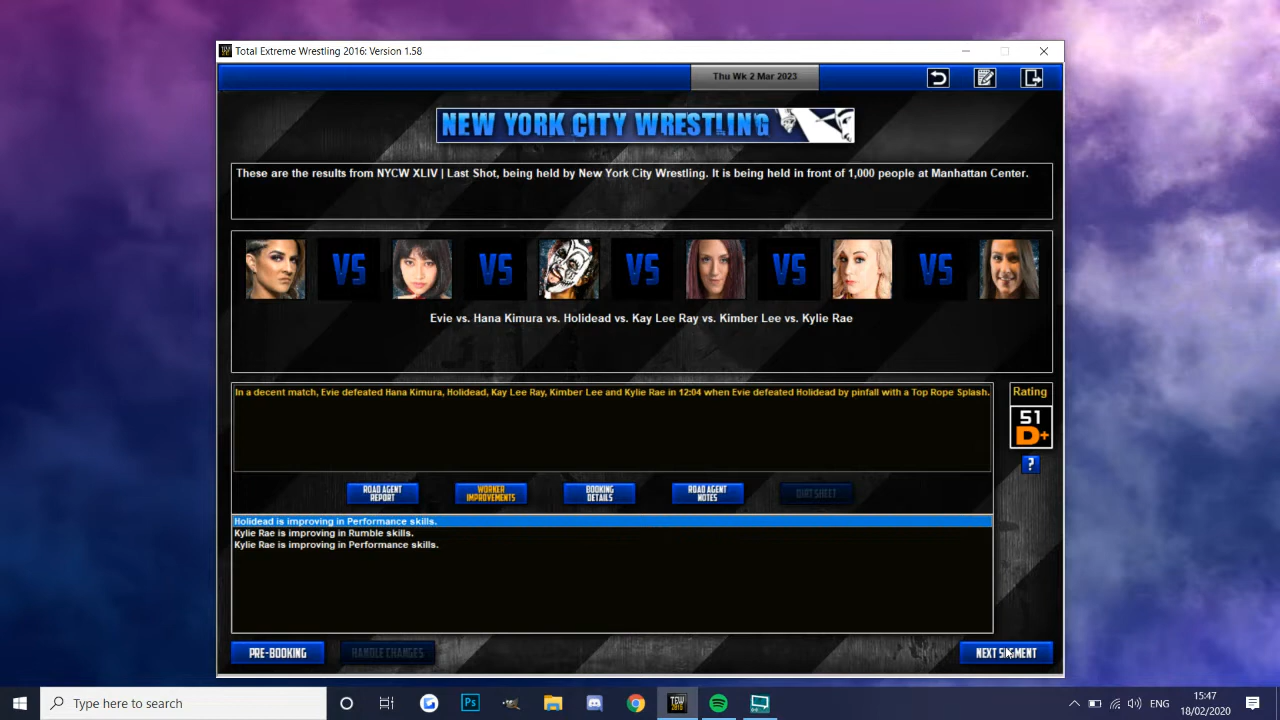 Total Extreme Wrestling 2016: Version 1.58
Thu Wk 2 Mar 2023
NEW YORK CITY WRESTLING
These are the results from NYCW XLIV | Last Shot, being held by New York City Wrestling. It is being held in front of 1,000 people at Manhattan Center.
VS VS VS VS VS
Evie vs. Hana Kimura vs. Holidead vs. Kay Lee Ray vs. Kimber Lee vs. Kylie Rae
In a decent match, Evie defeated Hana Kimura, Holidead, Kay Lee Ray, Kimber Lee and Kylie Rae in 12:04 when Evie defeated Holidead by pinfall with a Top Rope Splash.
Rating
51
D+
?
ROAD AGENT REPORT
WORKER IMPROVEMENTS
BOOKING DETAILS
ROAD AGENT NOTES
DIRT SHEET
Holidead is improving in Performance skills.
Kylie Rae is improving in Rumble skills.
Kylie Rae is improving in Performance skills.
PRE-BOOKING
HANDLE CHANGES
NEXT SEGMENT
Type here to search
Ps
TEW
2016
ENG
15:47
18/02/2020